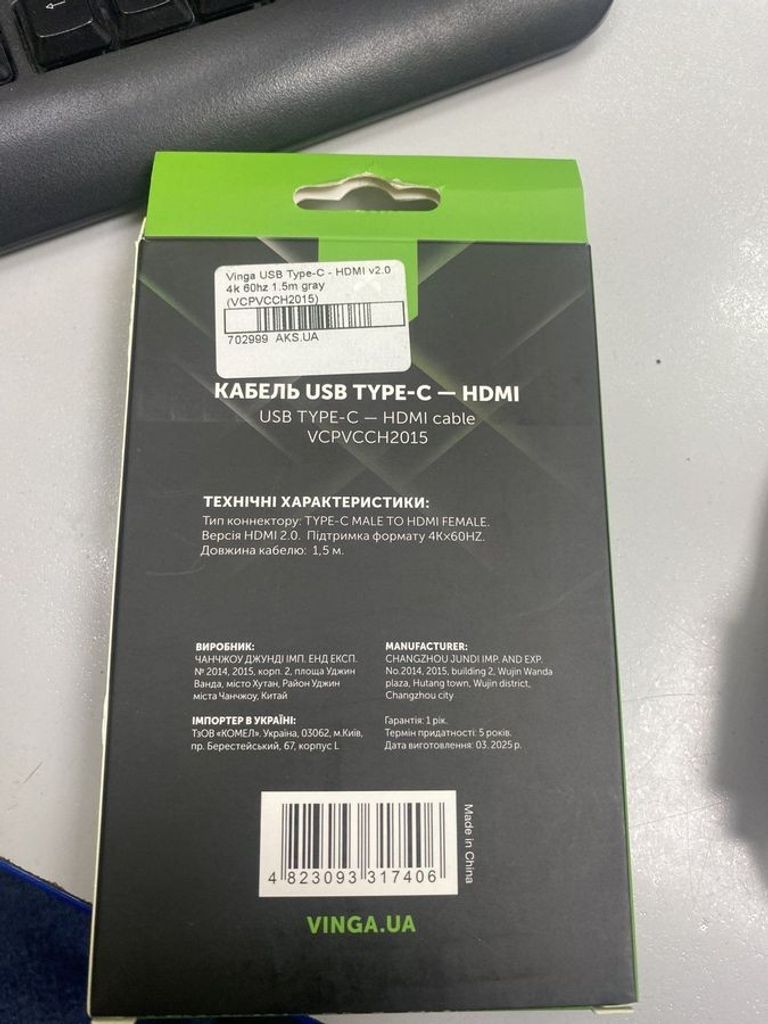 Vinga USB Type-C - HDMI v2.0
4k 60hz 1.5m gray
(VCPVCCH2015)
702999 AKS.UA
КАБЕЛЬ USB TYPE-C — HDMI
USB TYPE-C — HDMI cable
VCPVCCH2015
ТЕХНІЧНІ ХАРАКТЕРИСТИКИ:
Тип коннектору: TYPE-C MALE TO HDMI FEMALE.
Версія HDMI 2.0. Підтримка формату 4K×60HZ.
Довжина кабелю: 1,5 м.
ВИРОБНИК:
ЧАНЧЖОУ ДЖУНДІ ІМП. ЕНД ЕКСП.
№ 2014, 2015, корп. 2, площа Уджин
Ванда, місто Хутан, Район Уджин
міста Чанчжоу, Китай
ІМПОРТЕР В УКРАЇНІ:
ТзОВ «КОМЕЛ». Україна, 03062, м.Київ,
пр. Берестейський, 67, корпус L
MANUFACTURER:
CHANGZHOU JUNDI IMP. AND EXP.
No.2014, 2015, building 2, Wujin Wanda
plaza, Hutang town, Wujin district,
Changzhou city
Гарантія: 1 рік.
Термін придатності: 5 років.
Дата виготовлення: 03. 2025 р.
4 823093 317406
Made in China
VINGA.UA